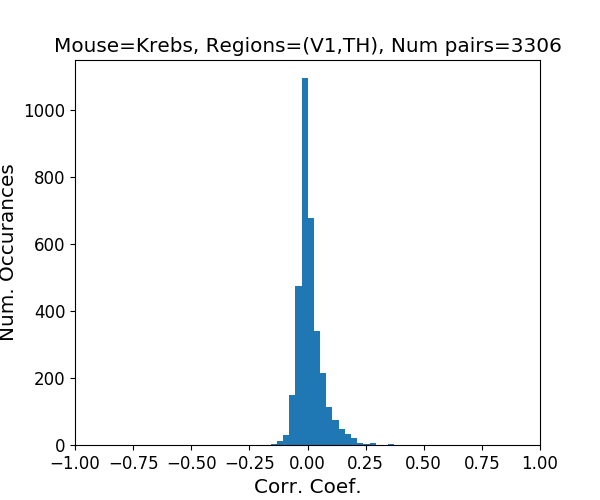 Mouse=Krebs, Regions=(V1,TH), Num pairs=3306
Num. Occurances
1000
800
600
400
200
0
−1.00 −0.75 −0.50 −0.25 0.00 0.25 0.50 0.75 1.00
Corr. Coef.